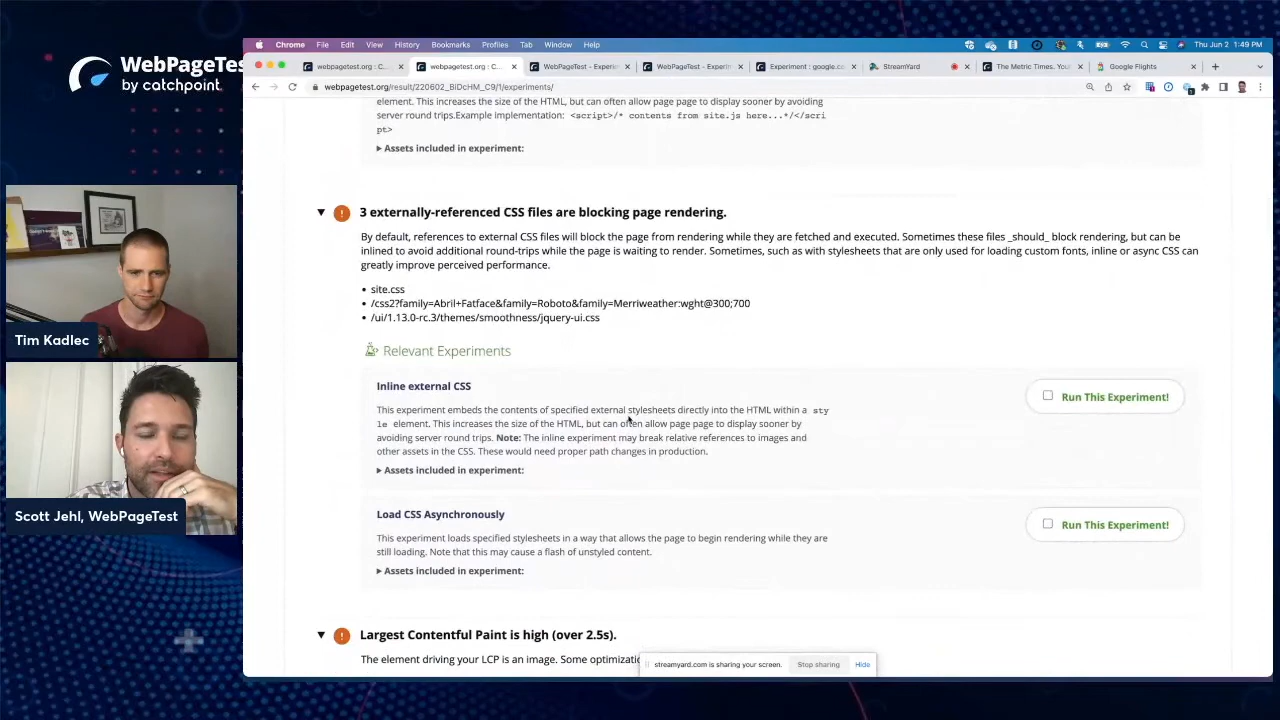 WebPageTes
by catchpoint
Tim Kadlec
Scott Jehl, WebPageTest
Chrome File Edit View History Bookmarks Profiles Tab Window Help
Thu Jun 2 1:49 PM
webpagetest.org : C...
webpagetest.org : C...
WebPageTest - Experim
WebPageTest - Experim
Experiment : google.ca
StreamYard
The Metric Times, You
Google Flights
webpagetest.org/result/220602_BiDcHM_C9/1/experiments/
element. This increases the size of the HTML, but can often allow page page to display sooner by avoiding
server round trips.Example implementation: <script>/* contents from site.js here...*/</scri
pt>
Assets included in experiment:
3 externally-referenced CSS files are blocking page rendering.
By default, references to external CSS files will block the page from rendering while they are fetched and executed. Sometimes these files _should_ block rendering, but can be
inlined to avoid additional round-trips while the page is waiting to render. Sometimes, such as with stylesheets that are only used for loading custom fonts, inline or async CSS can
greatly improve perceived performance.
• site.css
• /css2?family=Abril+Fatface&family=Roboto&family=Merriweather:wght@300;700
• /ui/1.13.0-rc.3/themes/smoothness/jquery-ui.css
Relevant Experiments
Inline external CSS
This experiment embeds the contents of specified external stylesheets directly into the HTML within a sty
le element. This increases the size of the HTML, but can often allow page page to display sooner by
avoiding server round trips. Note: The inline experiment may break relative references to images and
other assets in the CSS. These would need proper path changes in production.
Assets included in experiment:
Run This Experiment!
Load CSS Asynchronously
This experiment loads specified stylesheets in a way that allows the page to begin rendering while they are
still loading. Note that this may cause a flash of unstyled content.
Assets included in experiment:
Run This Experiment!
Largest Contentful Paint is high (over 2.5s).
The element driving your LCP is an image. Some optimizatio
streamyard.com is sharing your screen.
Stop sharing
Hide